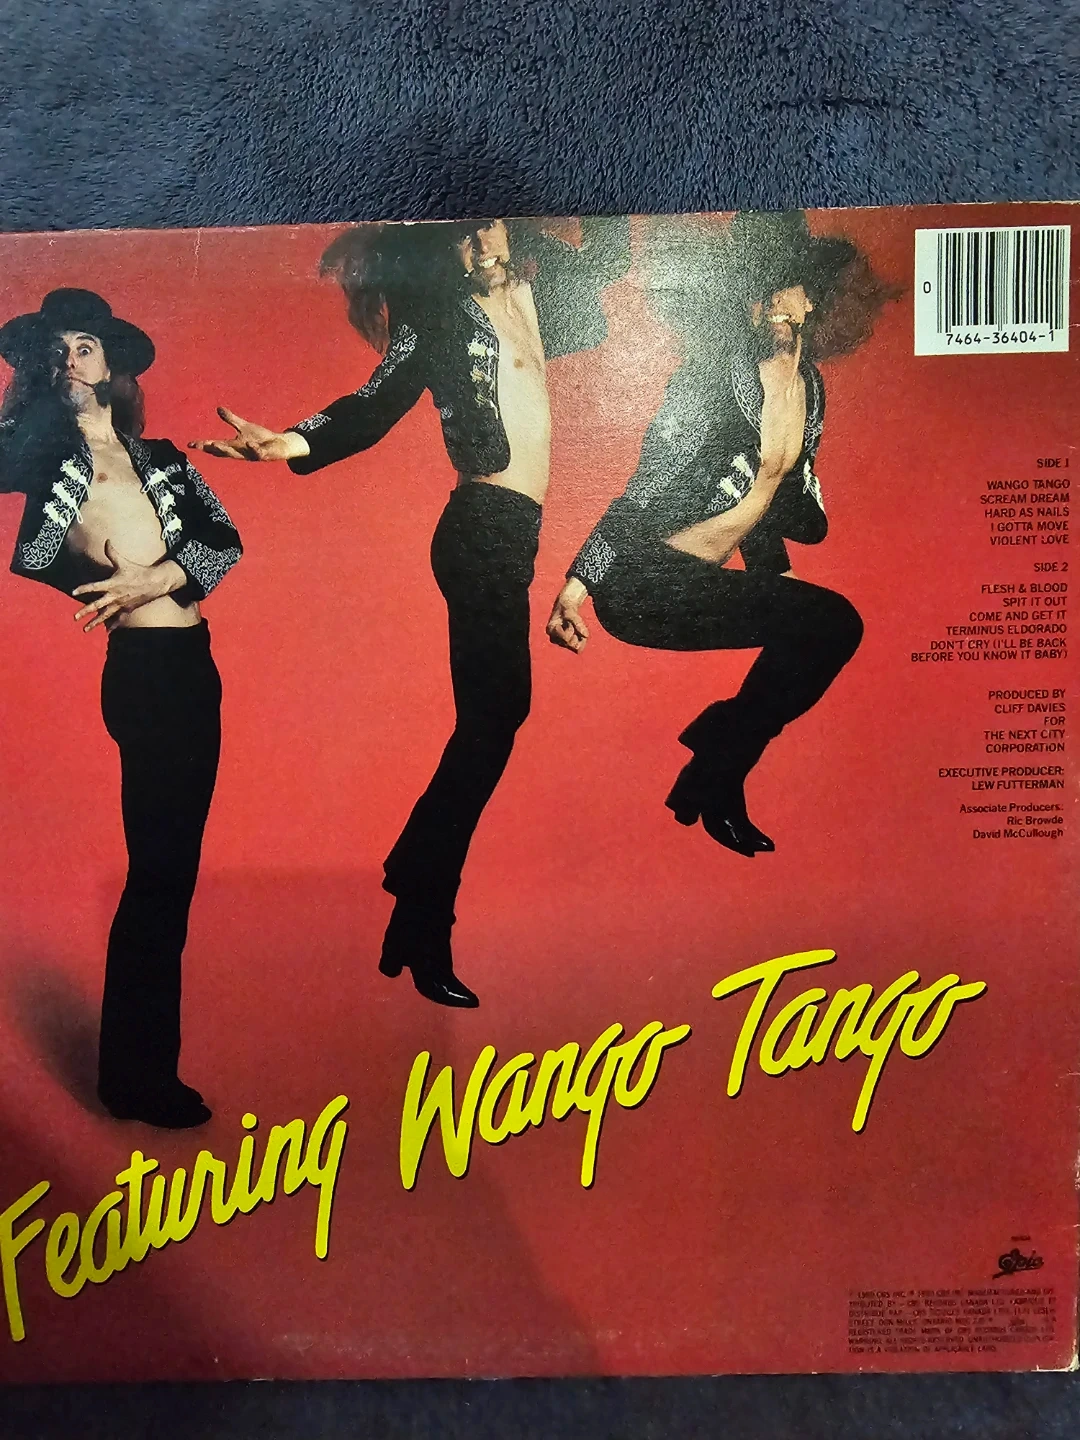 0
7464-36404-1
SIDE 1
WANGO TANGO
SCREAM DREAM
HARD AS NAILS
I GOTTA MOVE
VIOLENT LOVE
SIDE 2
FLESH & BLOOD
SPIT IT OUT
COME AND GET IT
TERMINUS ELDORADO
DON'T CRY (I'LL BE BACK
BEFORE YOU KNOW IT BABY)
PRODUCED BY
CLIFF DAVIES
FOR
THE NEXT CITY
CORPORATION
EXECUTIVE PRODUCER:
LEW FUTTERMAN
Associate Producers:
Ric Browde
David McCullough
Featuring Wango Tango
Epic